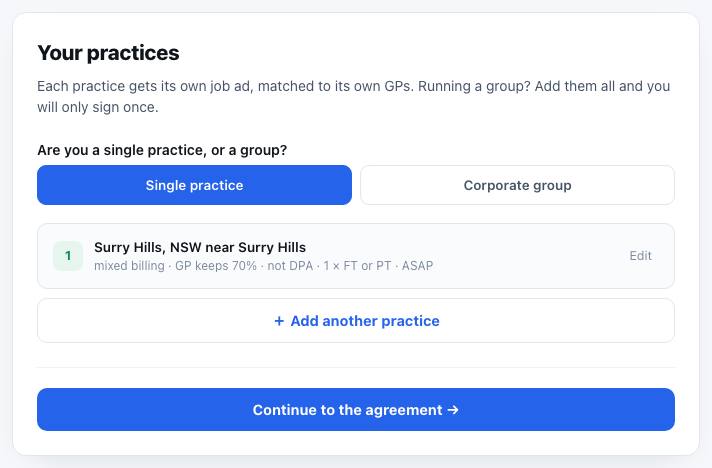 Your practices
Each practice gets its own job ad, matched to its own GPs. Running a group? Add them all and you
will only sign once.
Are you a single practice, or a group?
Single practice
Corporate group
1
Surry Hills, NSW near Surry Hills
mixed billing · GP keeps 70% · not DPA · 1 × FT or PT · ASAP
Edit
+ Add another practice
Continue to the agreement →